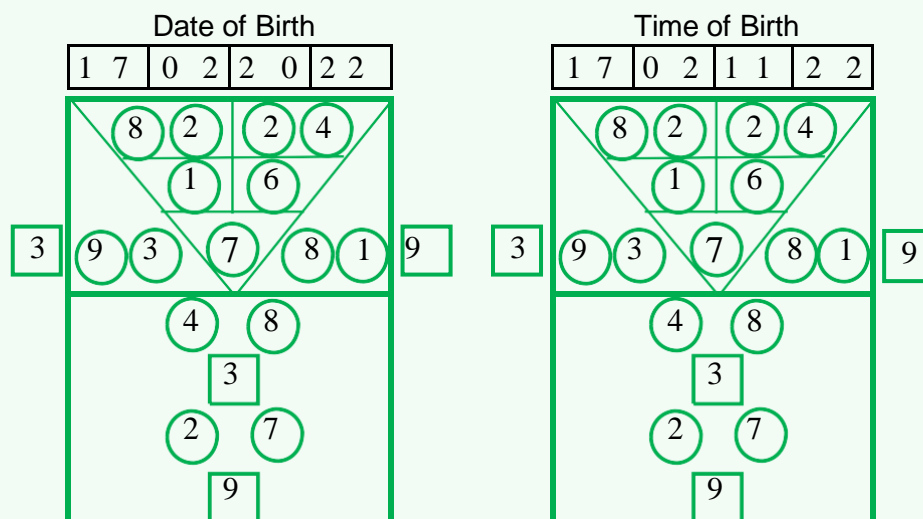 Date of Birth Time of Birth
1 7 0 2 2 0 2 2 1 7 0 2 1 1 2 2
8 2 2 4 8 2 2 4
1 6 1 6
3 9 3 7 8 1 9 3 9 3 7 8 1 9
4 8 4 8
3 3
2 7 2 7
9 9